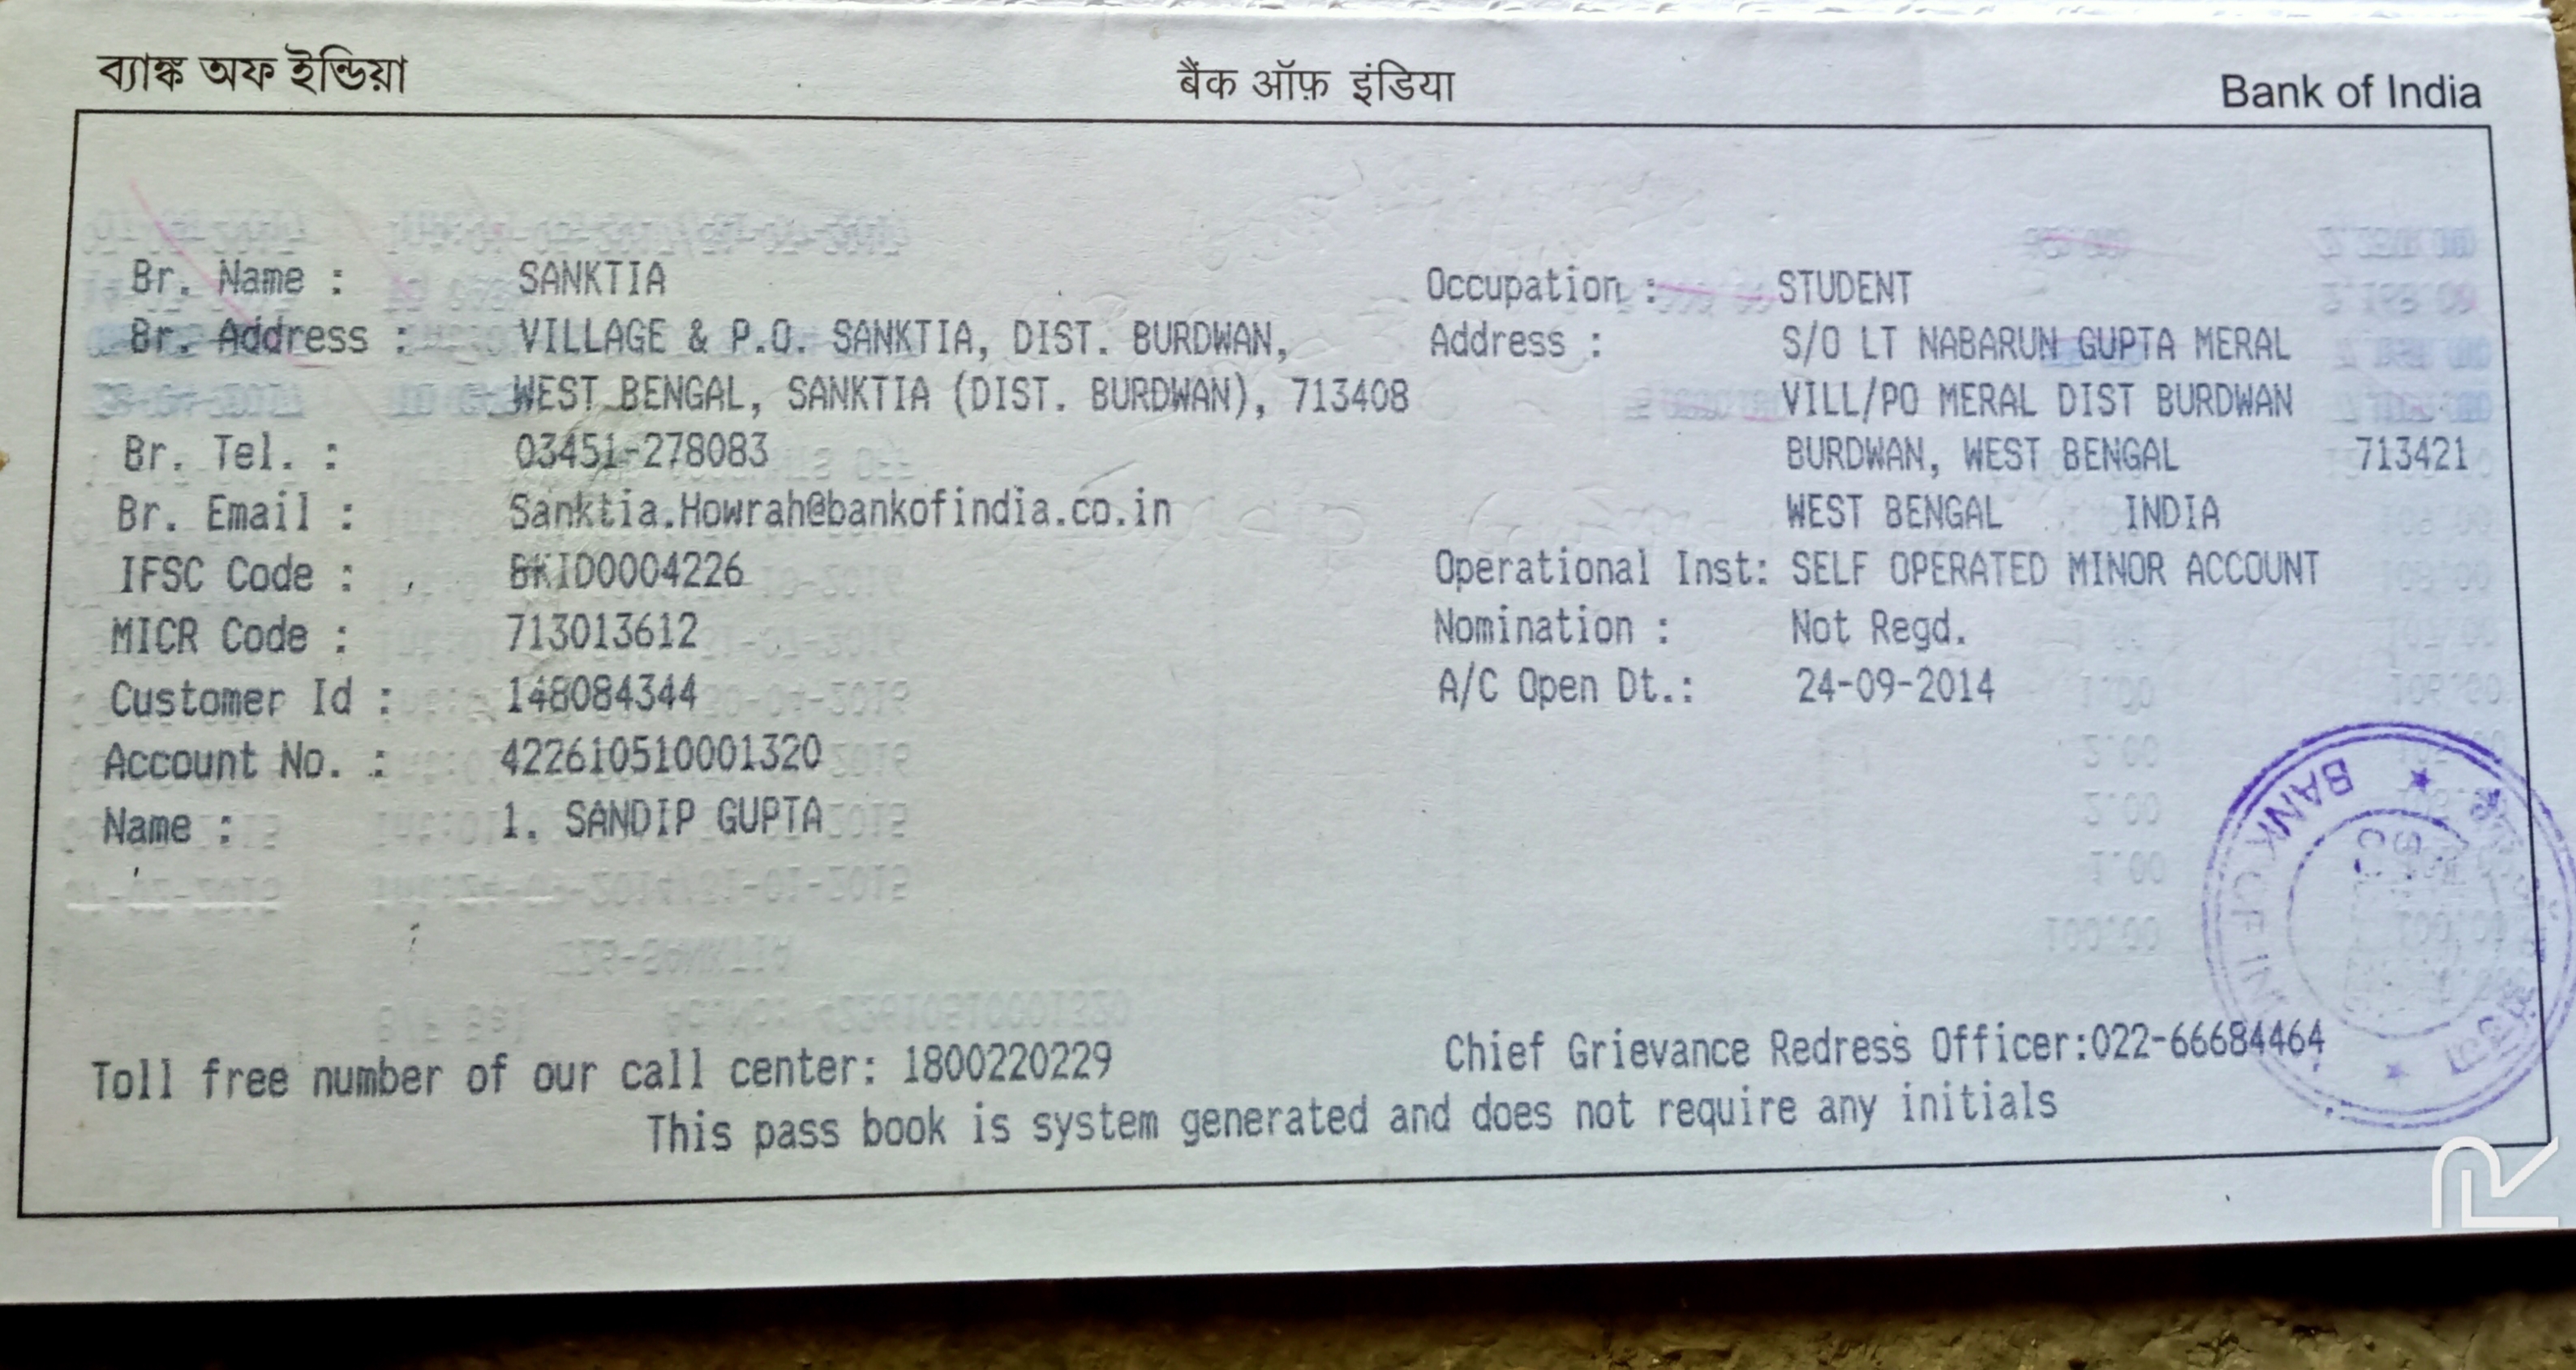 ব্যাঙ্ক অফ ইন্ডিয়া
बैंक ऑफ़ इंडिया
Bank of India
Br. Name : SANKTIA
Br. Address : VILLAGE & P.O. SANKTIA, DIST. BURDWAN,
WEST BENGAL, SANKTIA (DIST. BURDWAN), 713408
Br. Tel. : 03451-278083
Br. Email : Sanktia.Howrah@bankofindia.co.in
IFSC Code : BKID0004226
MICR Code : 713013612
Customer Id : 148084344
Account No. : 422610510001320
Name : 1. SANDIP GUPTA
Occupation : STUDENT
Address : S/O LT NABARUN GUPTA MERAL
VILL/PO MERAL DIST BURDWAN
BURDWAN, WEST BENGAL 713421
WEST BENGAL INDIA
Operational Inst: SELF OPERATED MINOR ACCOUNT
Nomination : Not Regd.
A/C Open Dt.: 24-09-2014
BANK OF IN
Toll free number of our call center: 1800220229
Chief Grievance Redress Officer:022-66684464
This pass book is system generated and does not require any initials